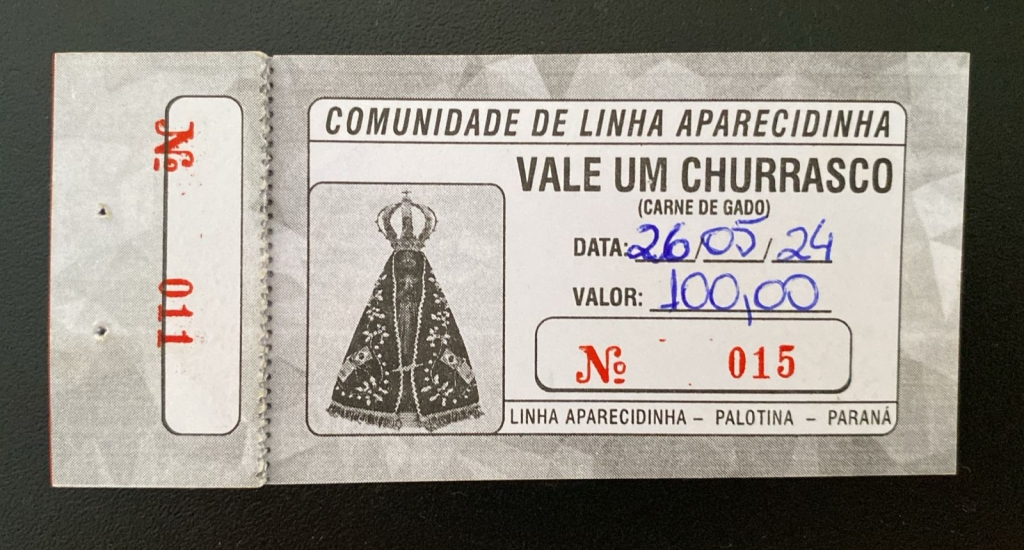 Nº 011
COMUNIDADE DE LINHA APARECIDINHA
VALE UM CHURRASCO
(CARNE DE GADO)
DATA: 26/05/24
VALOR: 100,00
Nº 015
LINHA APARECIDINHA – PALOTINA – PARANÁ